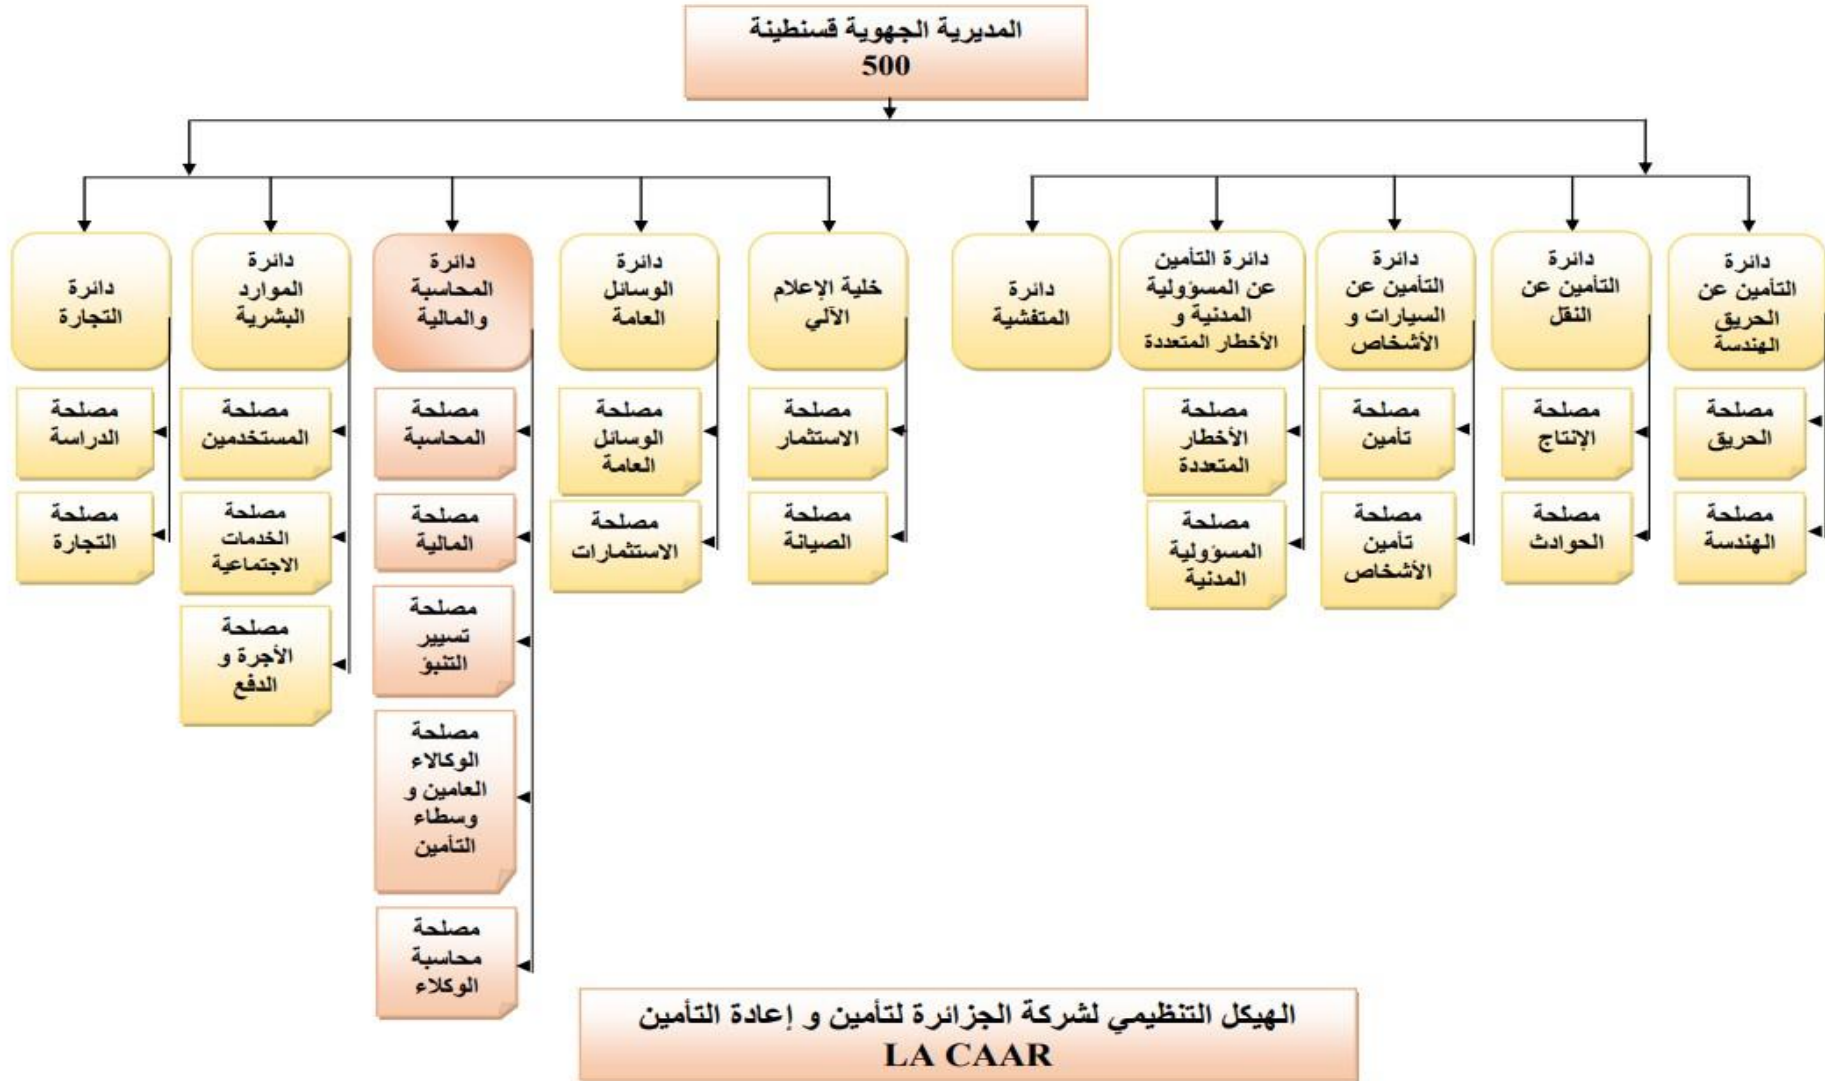 المديرية الجهوية قسنطينة
500
دائرة
التأمين عن
الحريق
الهندسة
دائرة
التأمين عن
النقل
دائرة
التأمين عن
السيارات و
الأشخاص
دائرة التأمين
عن المسؤولية
المدنية و
الأخطار المتعددة
دائرة
المتفشية
خلية الإعلام
الآلي
دائرة
الوسائل
العامة
دائرة
المحاسبة
والمالية
دائرة
الموارد
البشرية
دائرة
التجارة
مصلحة
الحريق
مصلحة
الهندسة
مصلحة
الإنتاج
مصلحة
الحوادث
مصلحة
تأمين
مصلحة
تأمين
الأشخاص
مصلحة
الأخطار
المتعددة
مصلحة
المسؤولية
المدنية
مصلحة
الاستثمار
مصلحة
الصيانة
مصلحة
الوسائل
العامة
مصلحة
الاستثمارات
مصلحة
المحاسبة
مصلحة
المالية
مصلحة
تسيير
التنبؤ
مصلحة
الوكالاء
العامين و
وسطاء
التأمين
مصلحة
محاسبة
الوكلاء
مصلحة
المستخدمين
مصلحة
الخدمات
الاجتماعية
مصلحة
الأجرة و
الدفع
مصلحة
الدراسة
مصلحة
التجارة
الهيكل التنظيمي لشركة الجزائرة لتأمين و إعادة التأمين
LA CAAR